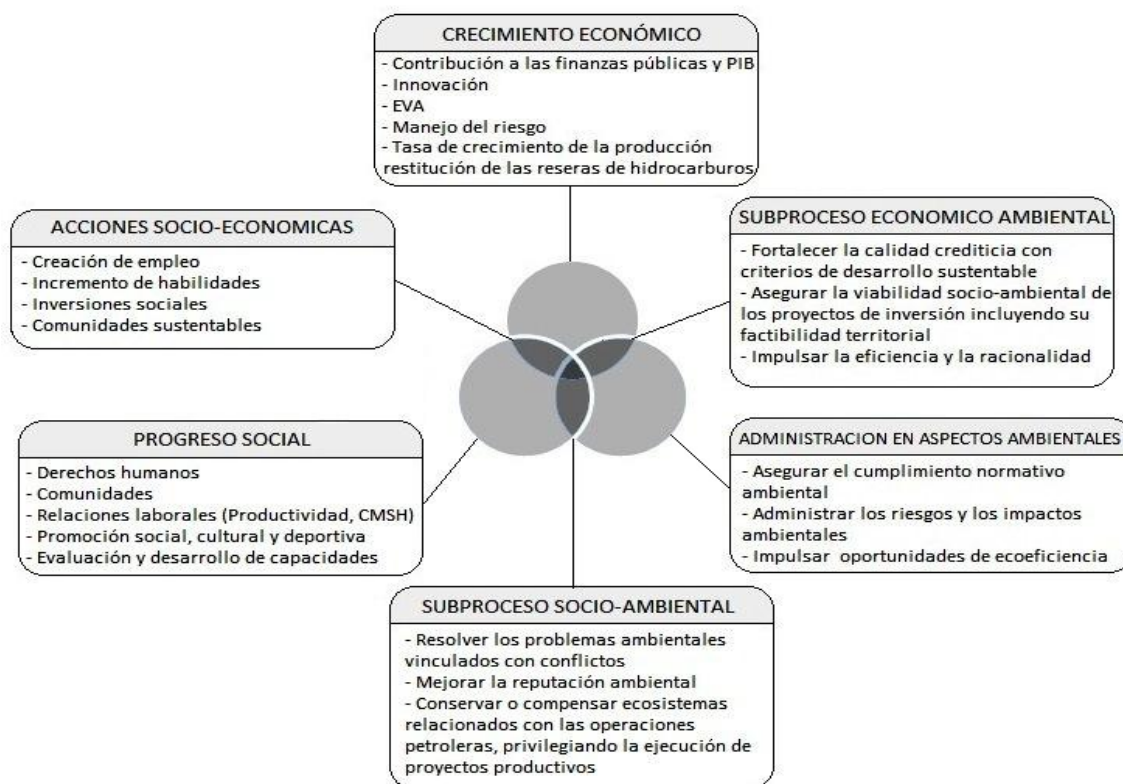 CRECIMIENTO ECONÓMICO
- Contribución a las finanzas públicas y PIB
- Innovación
- EVA
- Manejo del riesgo
- Tasa de crecimiento de la producción
restitución de las reseras de hidrocarburos
ACCIONES SOCIO-ECONOMICAS
- Creación de empleo
- Incremento de habilidades
- Inversiones sociales
- Comunidades sustentables
SUBPROCESO ECONOMICO AMBIENTAL
- Fortalecer la calidad crediticia con
criterios de desarrollo sustentable
- Asegurar la viabilidad socio-ambiental de
los proyectos de inversión incluyendo su
factibilidad territorial
- Impulsar la eficiencia y la racionalidad
PROGRESO SOCIAL
- Derechos humanos
- Comunidades
- Relaciones laborales (Productividad, CMSH)
- Promoción social, cultural y deportiva
- Evaluación y desarrollo de capacidades
ADMINISTRACION EN ASPECTOS AMBIENTALES
- Asegurar el cumplimiento normativo
ambiental
- Administrar los riesgos y los impactos
ambientales
- Impulsar oportunidades de ecoeficiencia
SUBPROCESO SOCIO-AMBIENTAL
- Resolver los problemas ambientales
vinculados con conflictos
- Mejorar la reputación ambiental
- Conservar o compensar ecosistemas
relacionados con las operaciones
petroleras, privilegiando la ejecución de
proyectos productivos